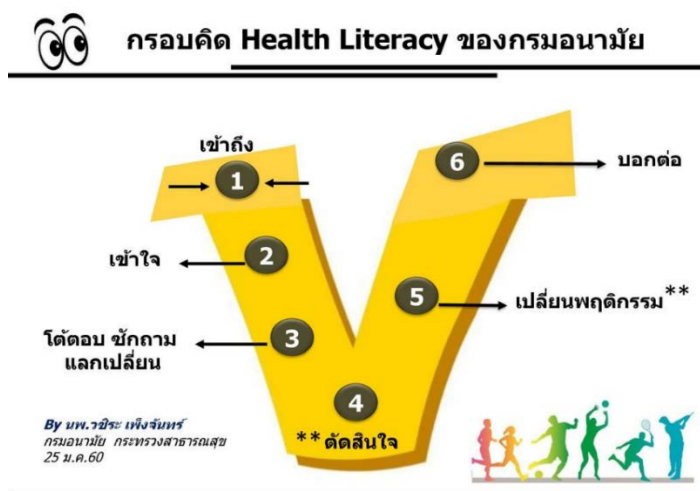 กรอบคิด Health Literacy ของกรมอนามัย
เข้าถึง
1
6
บอกต่อ
2
เข้าใจ
5
เปลี่ยนพฤติกรรม**
3
โต้ตอบ ซักถาม
แลกเปลี่ยน
4
**ตัดสินใจ
By นพ.วชิระ เพ็งจันทร์
กรมอนามัย กระทรวงสาธารณสุข
25 ม.ค.60